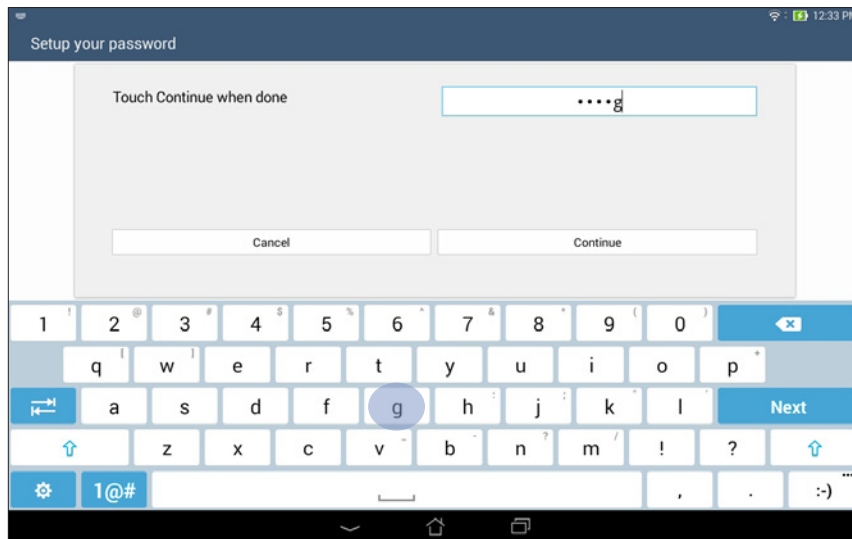 12:33 PM
Setup your password
Touch Continue when done
••••g
Cancel
Continue
1 ! 2 @ 3 # 4 $ 5 % 6 ^ 7 & 8 * 9 ( 0 )
q [ w ] e r t y u i o p +
a s d f g h : j ; k " l ' Next
z x c v _ b - n ? m / ! ?
1@# , . :-)